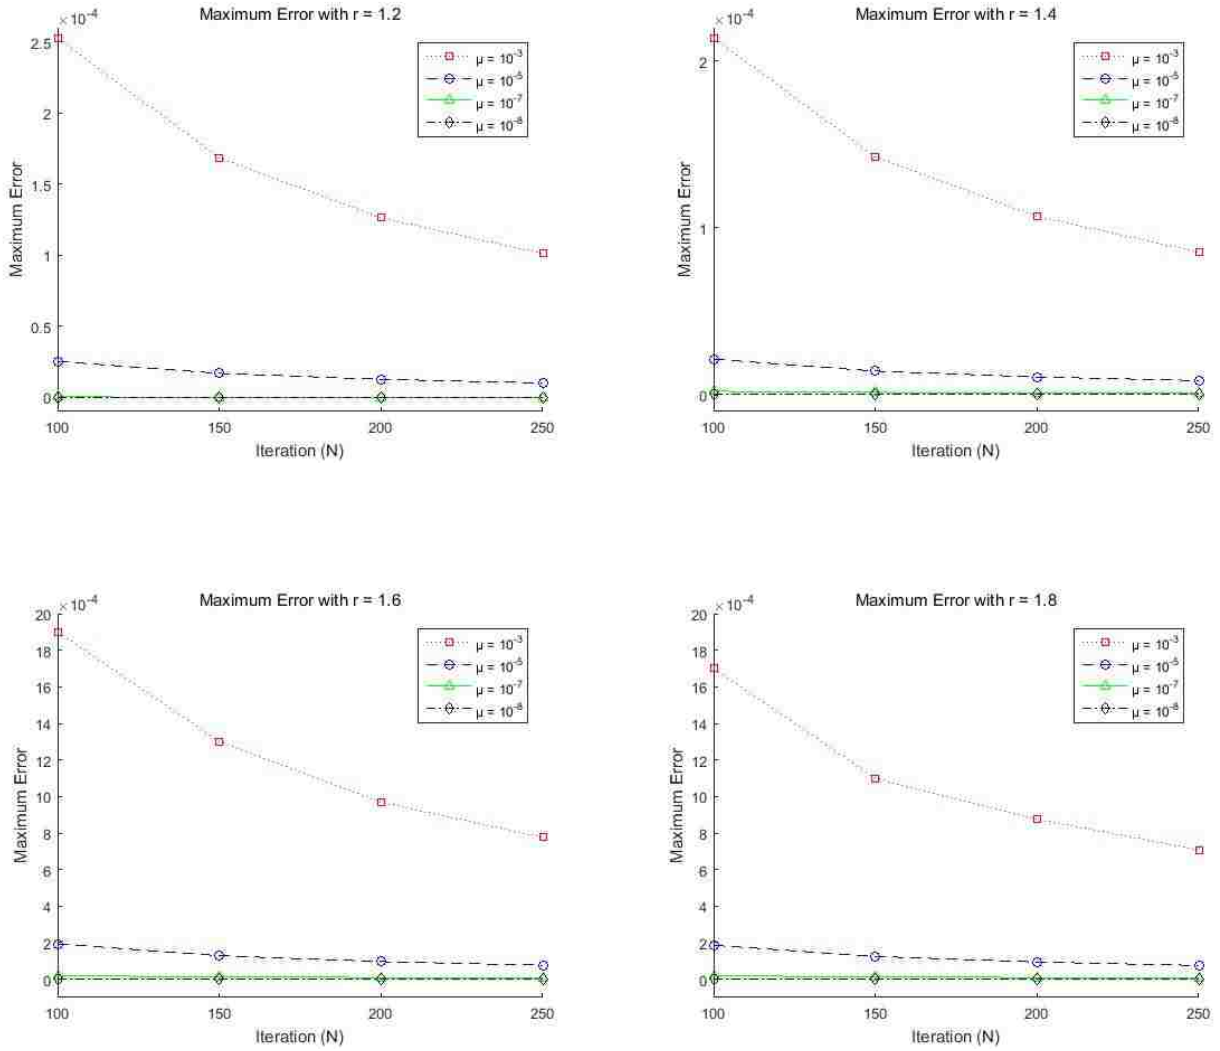 Maximum Error with r = 1.2
×10⁻⁴
2.5
2
1.5
1
0.5
0
Maximum Error
100 150 200 250
Iteration (N)
μ = 10⁻³
μ = 10⁻⁵
μ = 10⁻⁷
μ = 10⁻⁸
Maximum Error with r = 1.4
×10⁻⁴
2
1
0
Maximum Error
100 150 200 250
Iteration (N)
μ = 10⁻³
μ = 10⁻⁵
μ = 10⁻⁷
μ = 10⁻⁸
Maximum Error with r = 1.6
×10⁻⁴
20
18
16
14
12
10
8
6
4
2
0
Maximum Error
100 150 200 250
Iteration (N)
μ = 10⁻³
μ = 10⁻⁵
μ = 10⁻⁷
μ = 10⁻⁸
Maximum Error with r = 1.8
×10⁻⁴
20
18
16
14
12
10
8
6
4
2
0
Maximum Error
100 150 200 250
Iteration (N)
μ = 10⁻³
μ = 10⁻⁵
μ = 10⁻⁷
μ = 10⁻⁸